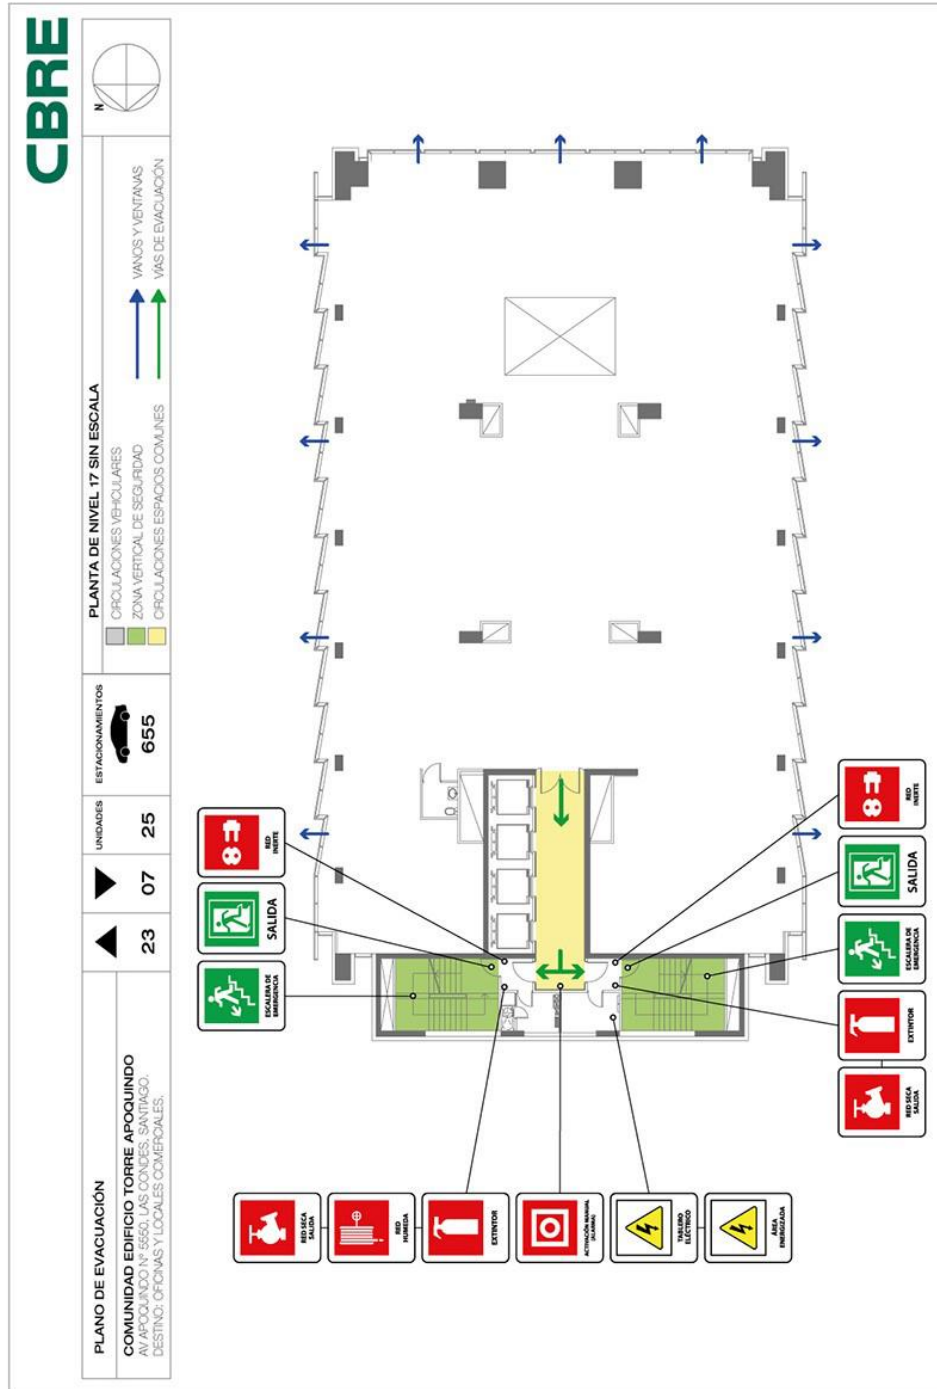 CBRE
PLANO DE EVACUACIÓN
COMUNIDAD EDIFICIO TORRE APOQUINDO
AV APOQUINDO Nº 5550, LAS CONDES, SANTIAGO.
DESTINO: OFICINAS Y LOCALES COMERCIALES.
23
07
UNIDADES
25
ESTACIONAMIENTOS
655
PLANTA DE NIVEL 17 SIN ESCALA
CIRCULACIONES VEHICULARES
ZONA VERTICAL DE SEGURIDAD
CIRCULACIONES ESPACIOS COMUNES
VANOS Y VENTANAS
VÍAS DE EVACUACIÓN
N
ESCALERA DE
EMERGENCIA
SALIDA
RED
INERTE
RED SECA
SALIDA
RED
HUMEDA
EXTINTOR
ACTIVACIÓN MANUAL
(ALARMA)
TABLERO
ELÉCTRICO
ÁREA
ENERGIZADA
RED SECA
SALIDA
EXTINTOR
ESCALERA DE
EMERGENCIA
SALIDA
RED
INERTE